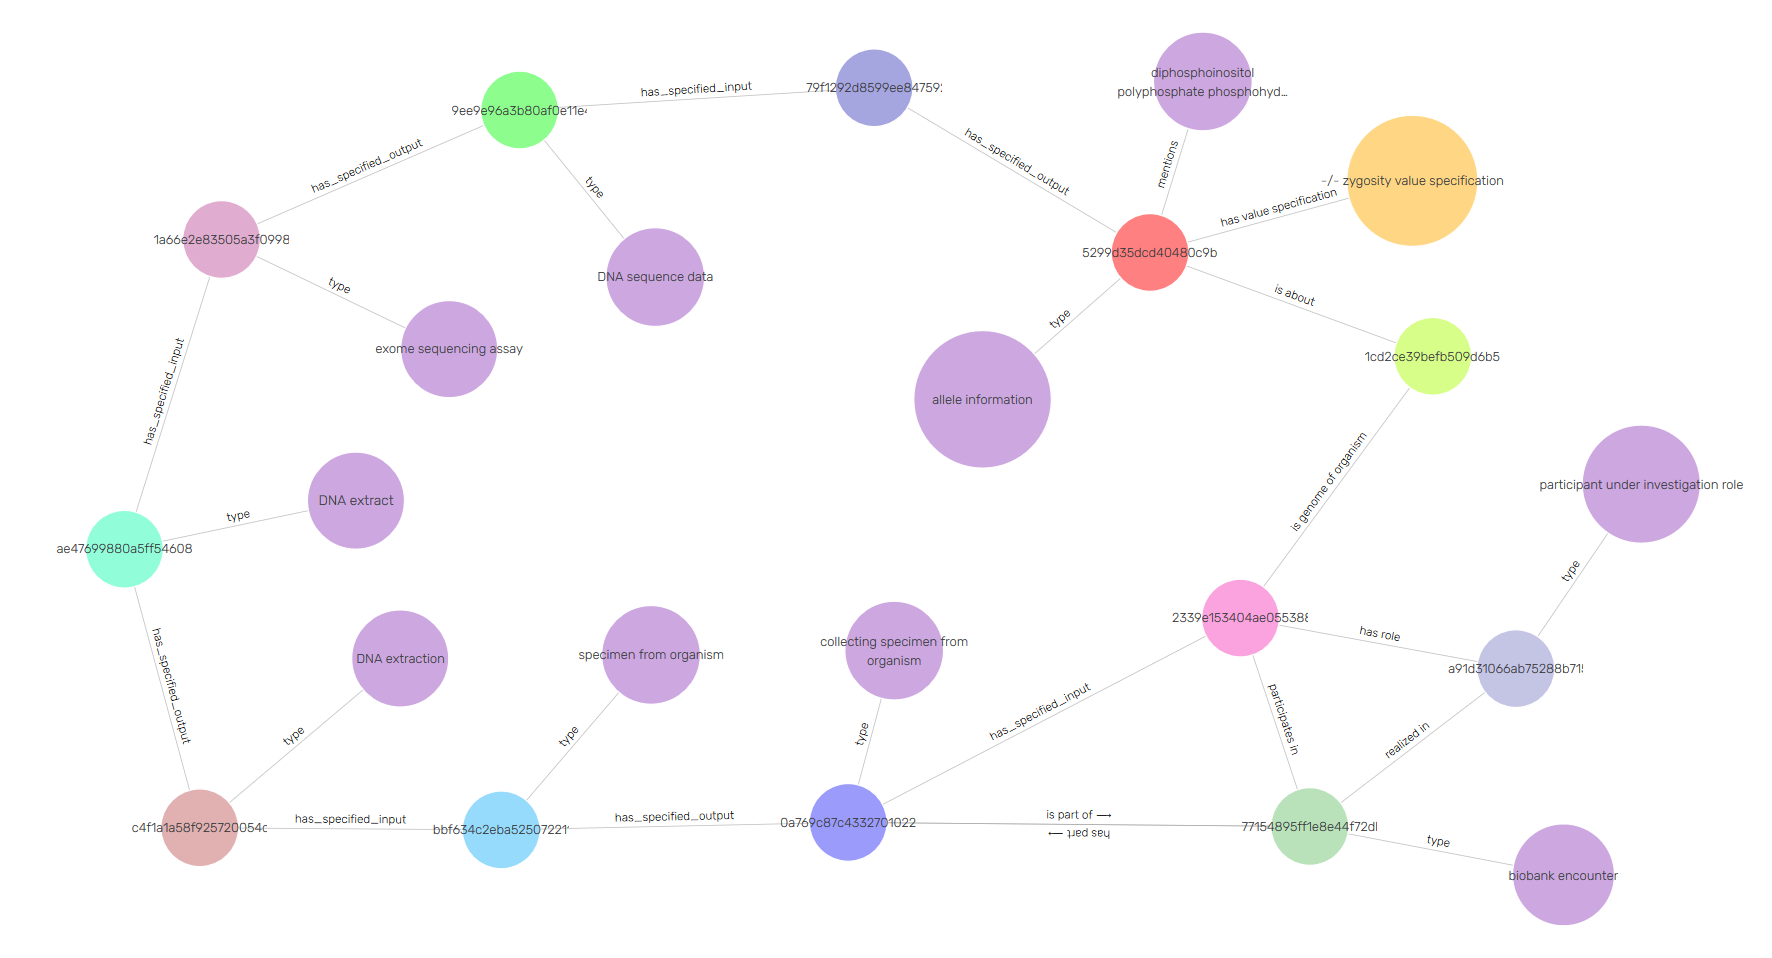 diphosphoinositol
polyphosphate phosphohyd...
79f1292d8599ee84759
has_specified_input
9ee9e96a3b80af0e11e
has_specified_output
has_specified_output
mentions
-/- zygosity value specification
has value specification
type
1a66e2e83505a3f0998
5299d35dcd40480c9b
DNA sequence data
type
is about
type
exome sequencing assay
1cd2ce39befb509d6b5
has_specified_input
allele information
is genome of organism
participant under investigation role
DNA extract
type
ae47699880a5ff54608
type
2339e153404ae05538
has role
collecting specimen from
organism
specimen from organism
DNA extraction
a91d31066ab75288b71
has_specified_output
has_specified_input
participates in
type
type
type
realized in
c4f1a1a58f925720054
has_specified_input
bbf634c2eba52507221
has_specified_output
0a769c87c4332701022
is part of ⟶
has part ⟶
77154895ff1e8e44f72d
type
biobank encounter